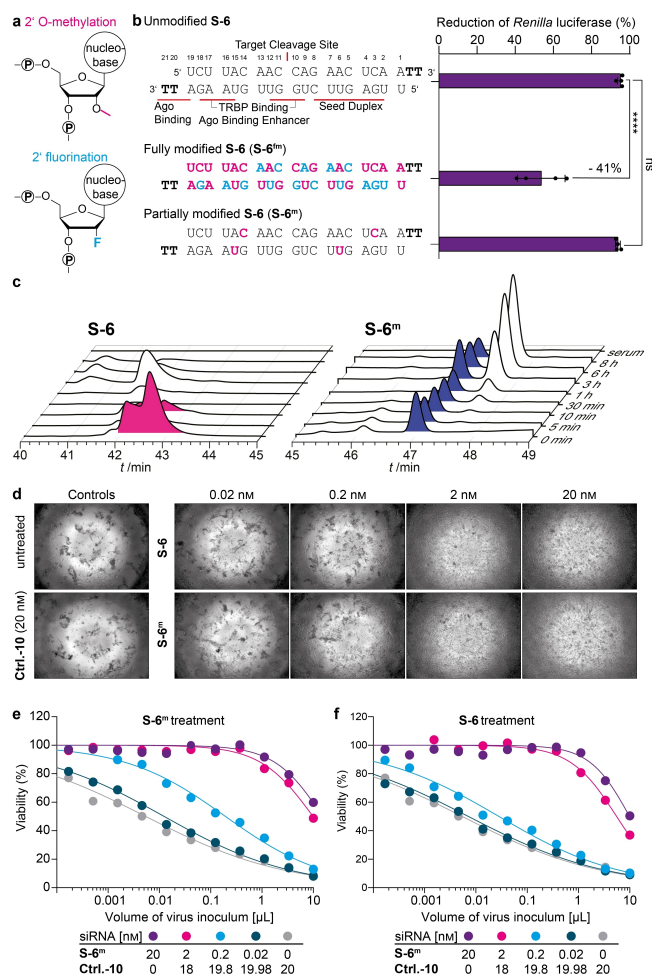 a 2' O-methylation
nucleo-
base
P
O
O
O
O
P
2' fluorination
nucleo-
base
P
O
O
O
F
P
b Unmodified S-6
Target Cleavage Site
21 20 19 18 17 16 15 14 13 12 11 10 9 8 7 6 5 4 3 2 1
5' UCU UAC AAC CAG AAC UCA ATT 3'
3' TT AGA AUG UUG GUC UUG AGU U 5'
Ago Binding
TRBP Binding
Ago Binding Enhancer
Seed Duplex
Fully modified S-6 (S-6fm)
UCU UAC AAC CAG AAC UCA ATT
TT AGA AUG UUG GUC UUG AGU U
Partially modified S-6 (S-6m)
UCU UAC AAC CAG AAC UCA ATT
TT AGA AUG UUG GUC UUG AGU U
Reduction of Renilla luciferase (%)
0 20 40 60 80 100
****
ns
- 41%
c
S-6
40 41 42 43 44 45
t /min
S-6m
45 46 47 48 49
t /min
serum
8 h
6 h
3 h
1 h
30 min
10 min
5 min
0 min
d
Controls
0.02 nM 0.2 nM 2 nM 20 nM
untreated
S-6
Ctrl.-10 (20 nM)
S-6m
e
S-6m treatment
Viability (%)
120
100
80
60
40
20
0
0.001 0.01 0.1 1 10
Volume of virus inoculum [µL]
siRNA [nM]
S-6m 20 2 0.2 0.02 0
Ctrl.-10 0 18 19.8 19.98 20
f
S-6 treatment
Viability (%)
120
100
80
60
40
20
0
0.001 0.01 0.1 1 10
Volume of virus inoculum [µL]
siRNA [nM]
S-6m 20 2 0.2 0.02 0
Ctrl.-10 0 18 19.8 19.98 20